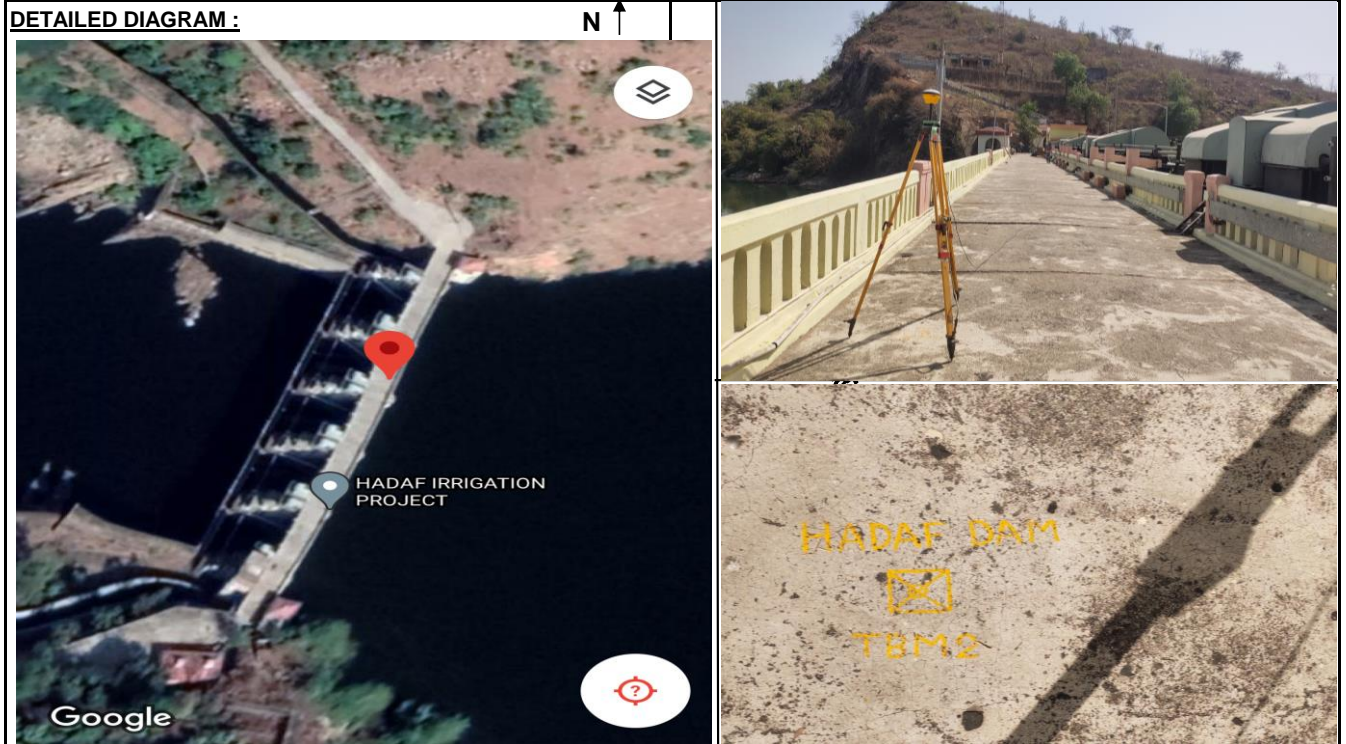 DETAILED DIAGRAM :
N
HADAF IRRIGATION
PROJECT
Google
HADAF DAM
TBM2